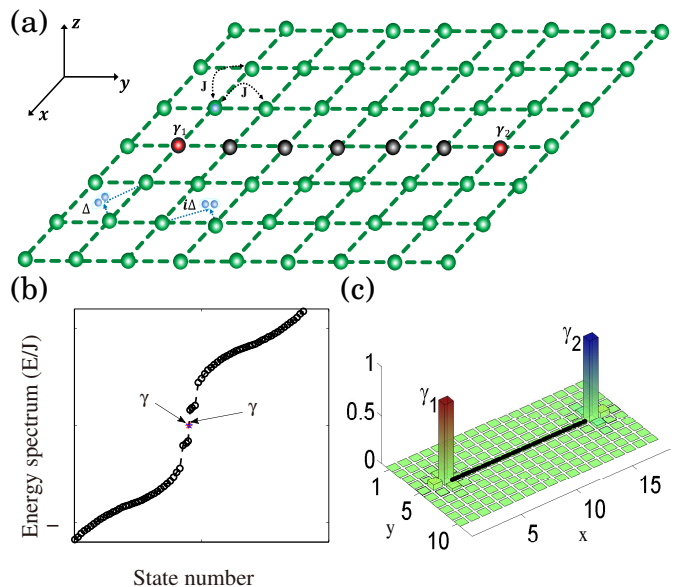 (a)
z
y
x
J
J
γ1
γ2
Δ
iΔ
(b)
Energy spectrum (E/J)
γ
γ
State number
(c)
1
0.5
0
γ1
γ2
1
5
10
y
5
10
15
x